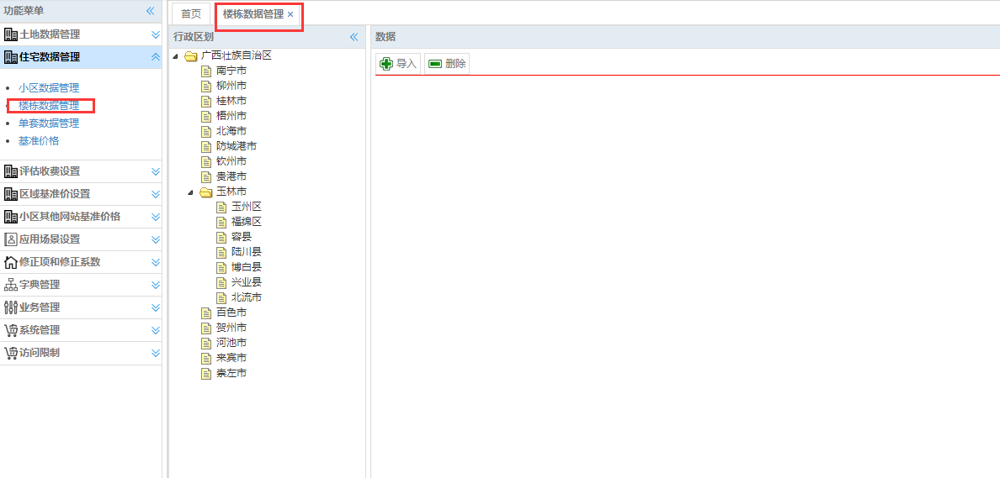 功能菜单
土地数据管理
住宅数据管理
小区数据管理
楼栋数据管理
单套数据管理
基准价格
评估收费设置
区域基准价设置
小区其他网站基准价格
应用场景设置
修正项和修正系数
字典管理
业务管理
系统管理
访问限制
首页
楼栋数据管理 ×
行政区划
广西壮族自治区
南宁市
柳州市
桂林市
梧州市
北海市
防城港市
钦州市
贵港市
玉林市
玉州区
福绵区
容县
陆川县
博白县
兴业县
北流市
百色市
贺州市
河池市
来宾市
崇左市
数据
导入
删除